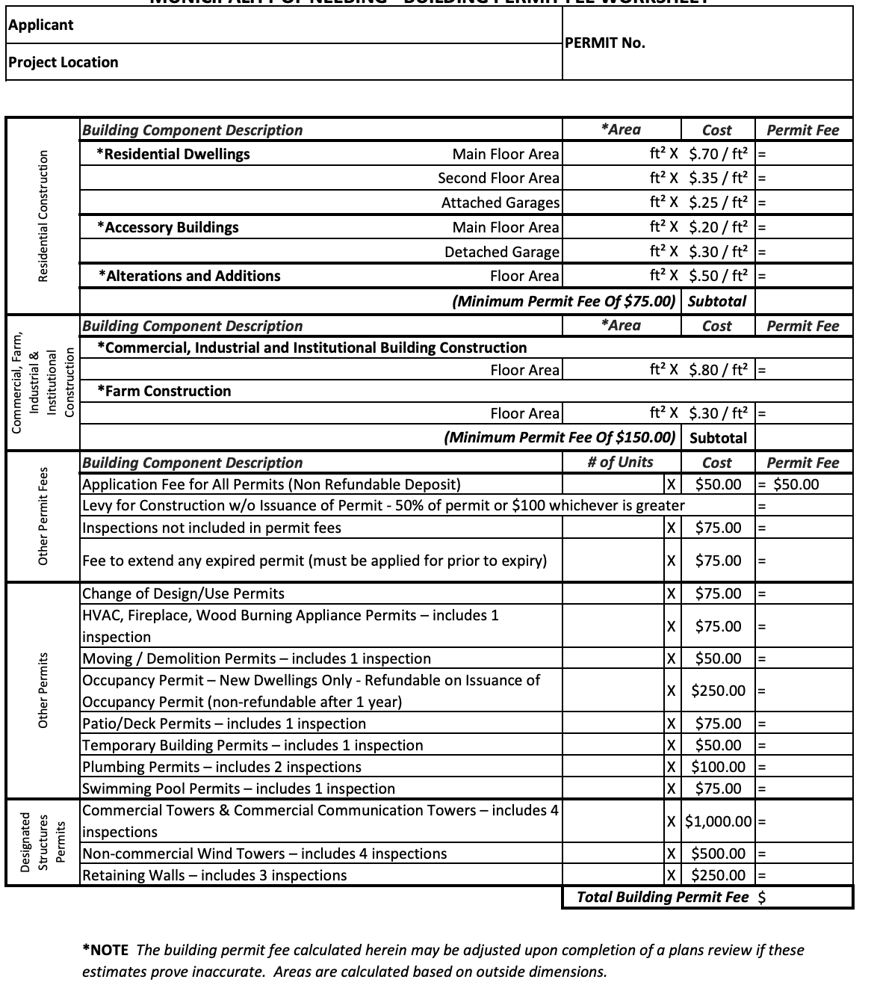 MUNICIPALITY OF NEEBING - BUILDING PERMIT FEE WORKSHEET
Applicant
PERMIT No.
Project Location
Residential Construction
Building Component Description *Area Cost Permit Fee
*Residential Dwellings Main Floor Area ft² X $.70 / ft² =
Second Floor Area ft² X $.35 / ft² =
Attached Garages ft² X $.25 / ft² =
*Accessory Buildings Main Floor Area ft² X $.20 / ft² =
Detached Garage ft² X $.30 / ft² =
*Alterations and Additions Floor Area ft² X $.50 / ft² =
(Minimum Permit Fee Of $75.00) Subtotal
Commercial, Farm,
Industrial &
Institutional
Construction
Building Component Description *Area Cost Permit Fee
*Commercial, Industrial and Institutional Building Construction
Floor Area ft² X $.80 / ft² =
*Farm Construction
Floor Area ft² X $.30 / ft² =
(Minimum Permit Fee Of $150.00) Subtotal
Other Permit Fees
Building Component Description # of Units Cost Permit Fee
Application Fee for All Permits (Non Refundable Deposit) X $50.00 = $50.00
Levy for Construction w/o Issuance of Permit - 50% of permit or $100 whichever is greater =
Inspections not included in permit fees X $75.00 =
Fee to extend any expired permit (must be applied for prior to expiry) X $75.00 =
Other Permits
Change of Design/Use Permits X $75.00 =
HVAC, Fireplace, Wood Burning Appliance Permits – includes 1
inspection X $75.00 =
Moving / Demolition Permits – includes 1 inspection X $50.00 =
Occupancy Permit – New Dwellings Only - Refundable on Issuance of
Occupancy Permit (non-refundable after 1 year) X $250.00 =
Patio/Deck Permits – includes 1 inspection X $75.00 =
Temporary Building Permits – includes 1 inspection X $50.00 =
Plumbing Permits – includes 2 inspections X $100.00 =
Swimming Pool Permits – includes 1 inspection X $75.00 =
Designated
Structures
Permits
Commercial Towers & Commercial Communication Towers – includes 4
inspections X $1,000.00 =
Non-commercial Wind Towers – includes 4 inspections X $500.00 =
Retaining Walls – includes 3 inspections X $250.00 =
Total Building Permit Fee $
*NOTE The building permit fee calculated herein may be adjusted upon completion of a plans review if these
estimates prove inaccurate. Areas are calculated based on outside dimensions.